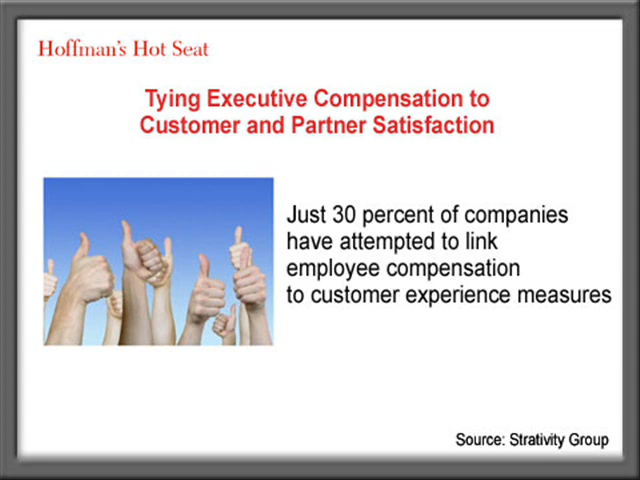 Hoffman's Hot Seat
Tying Executive Compensation to
Customer and Partner Satisfaction
Just 30 percent of companies
have attempted to link
employee compensation
to customer experience measures
Source: Strativity Group